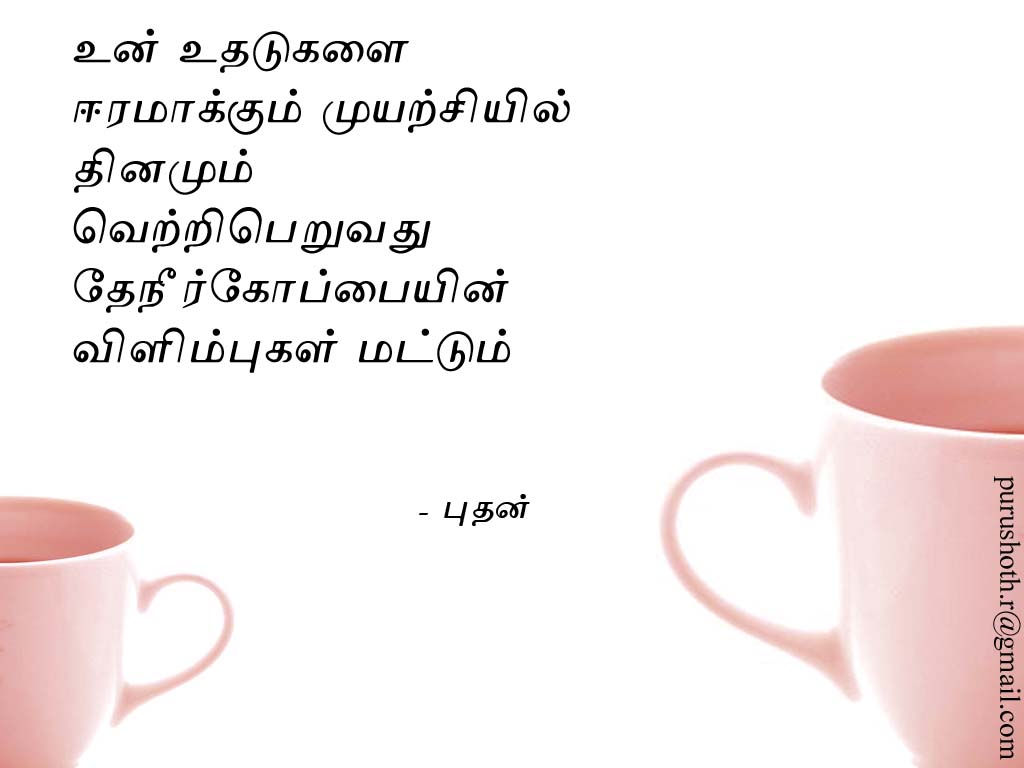 உன் உதடுகளை
ஈரமாக்கும் முயற்சியில்
தினமும்
வெற்றிபெறுவது
தேநீர்கோப்பையின்
விளிம்புகள் மட்டும்
- புதன்
purushoth.r@gmail.com